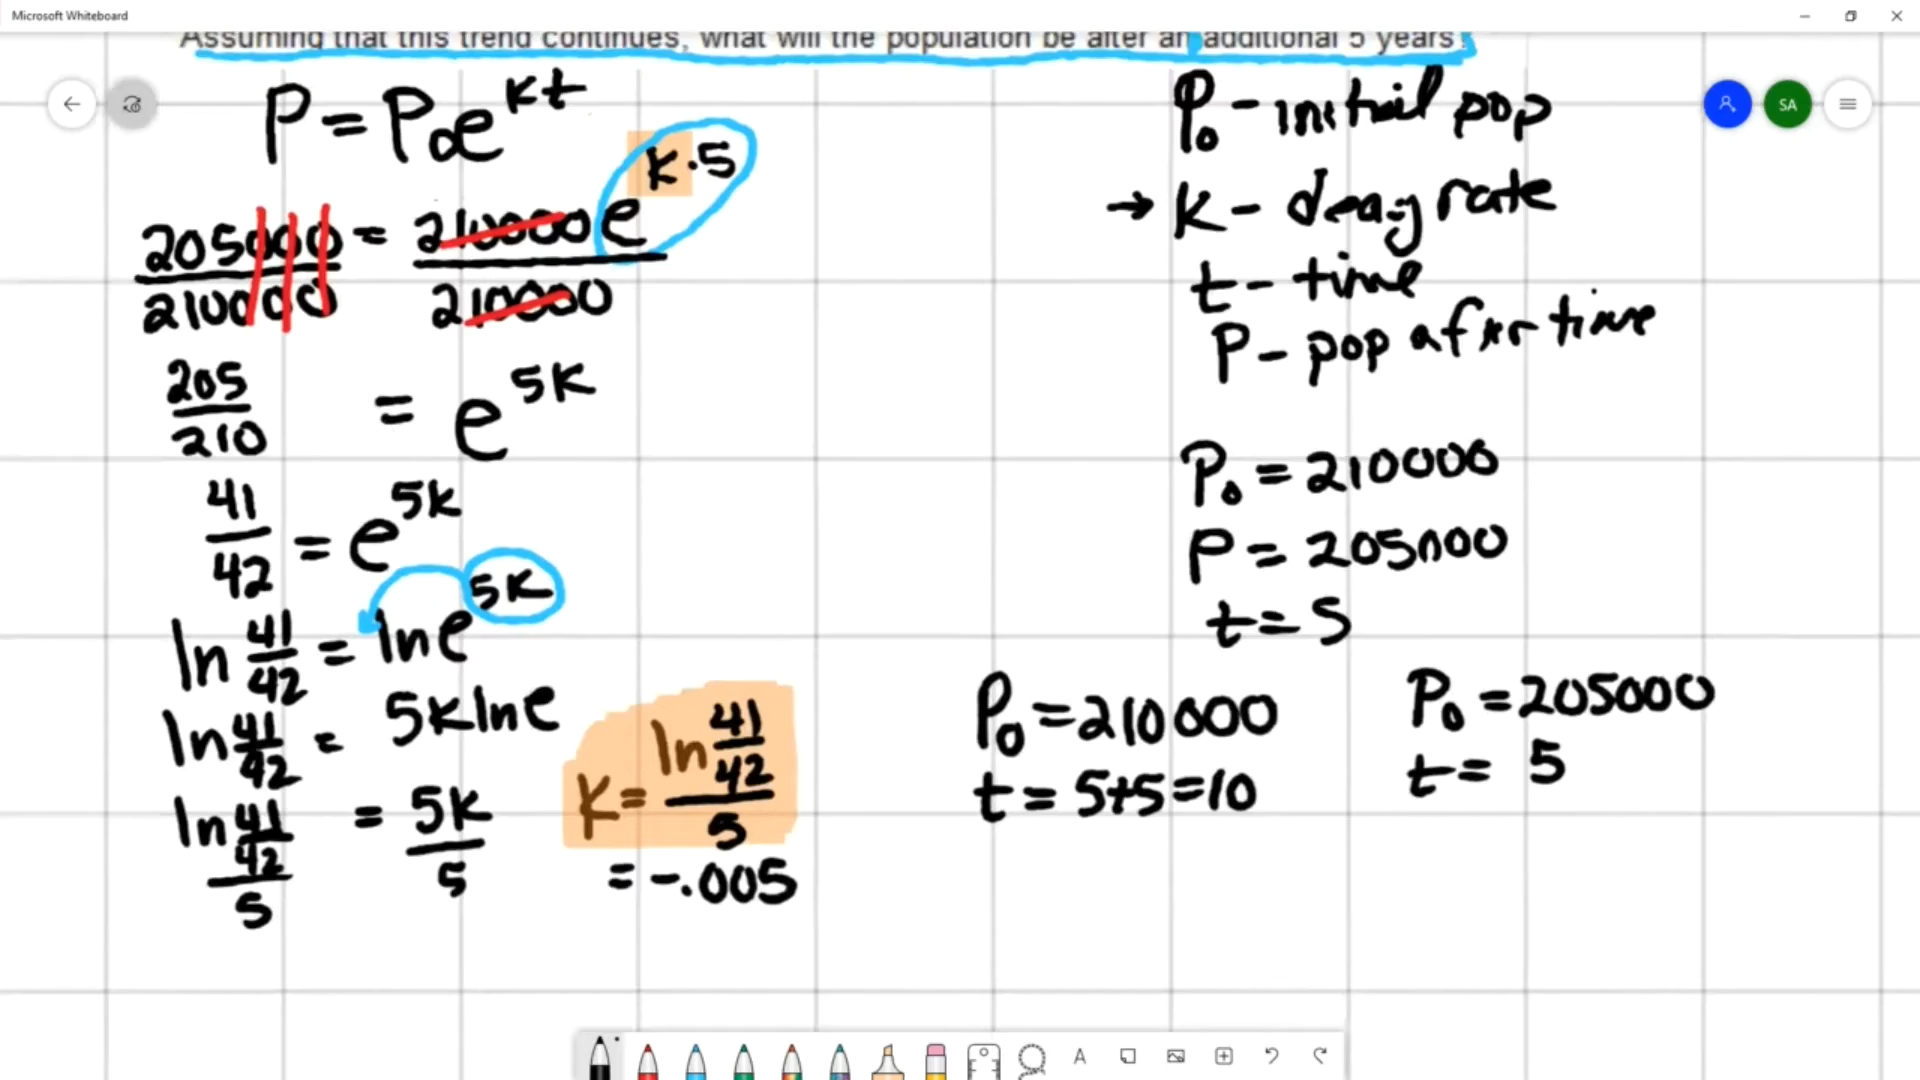 Microsoft Whiteboard
Assuming that this trend continues, what will the population be after an additional 5 years?
P = P₀e^kt
205000/210000 = 210000e^k·5/210000
205/210 = e^5k
41/42 = e^5k
ln 41/42 = ln e^5k
ln 41/42 = 5k ln e
ln 41/42 / 5 = 5k/5
k = ln 41/42 / 5
= -.005
P₀ - initial pop
→ k - decay rate
t - time
P - pop after time
P₀ = 210000
P = 205000
t = 5
P₀ = 210000
t = 5+5 = 10
P₀ = 205000
t = 5
SA
A